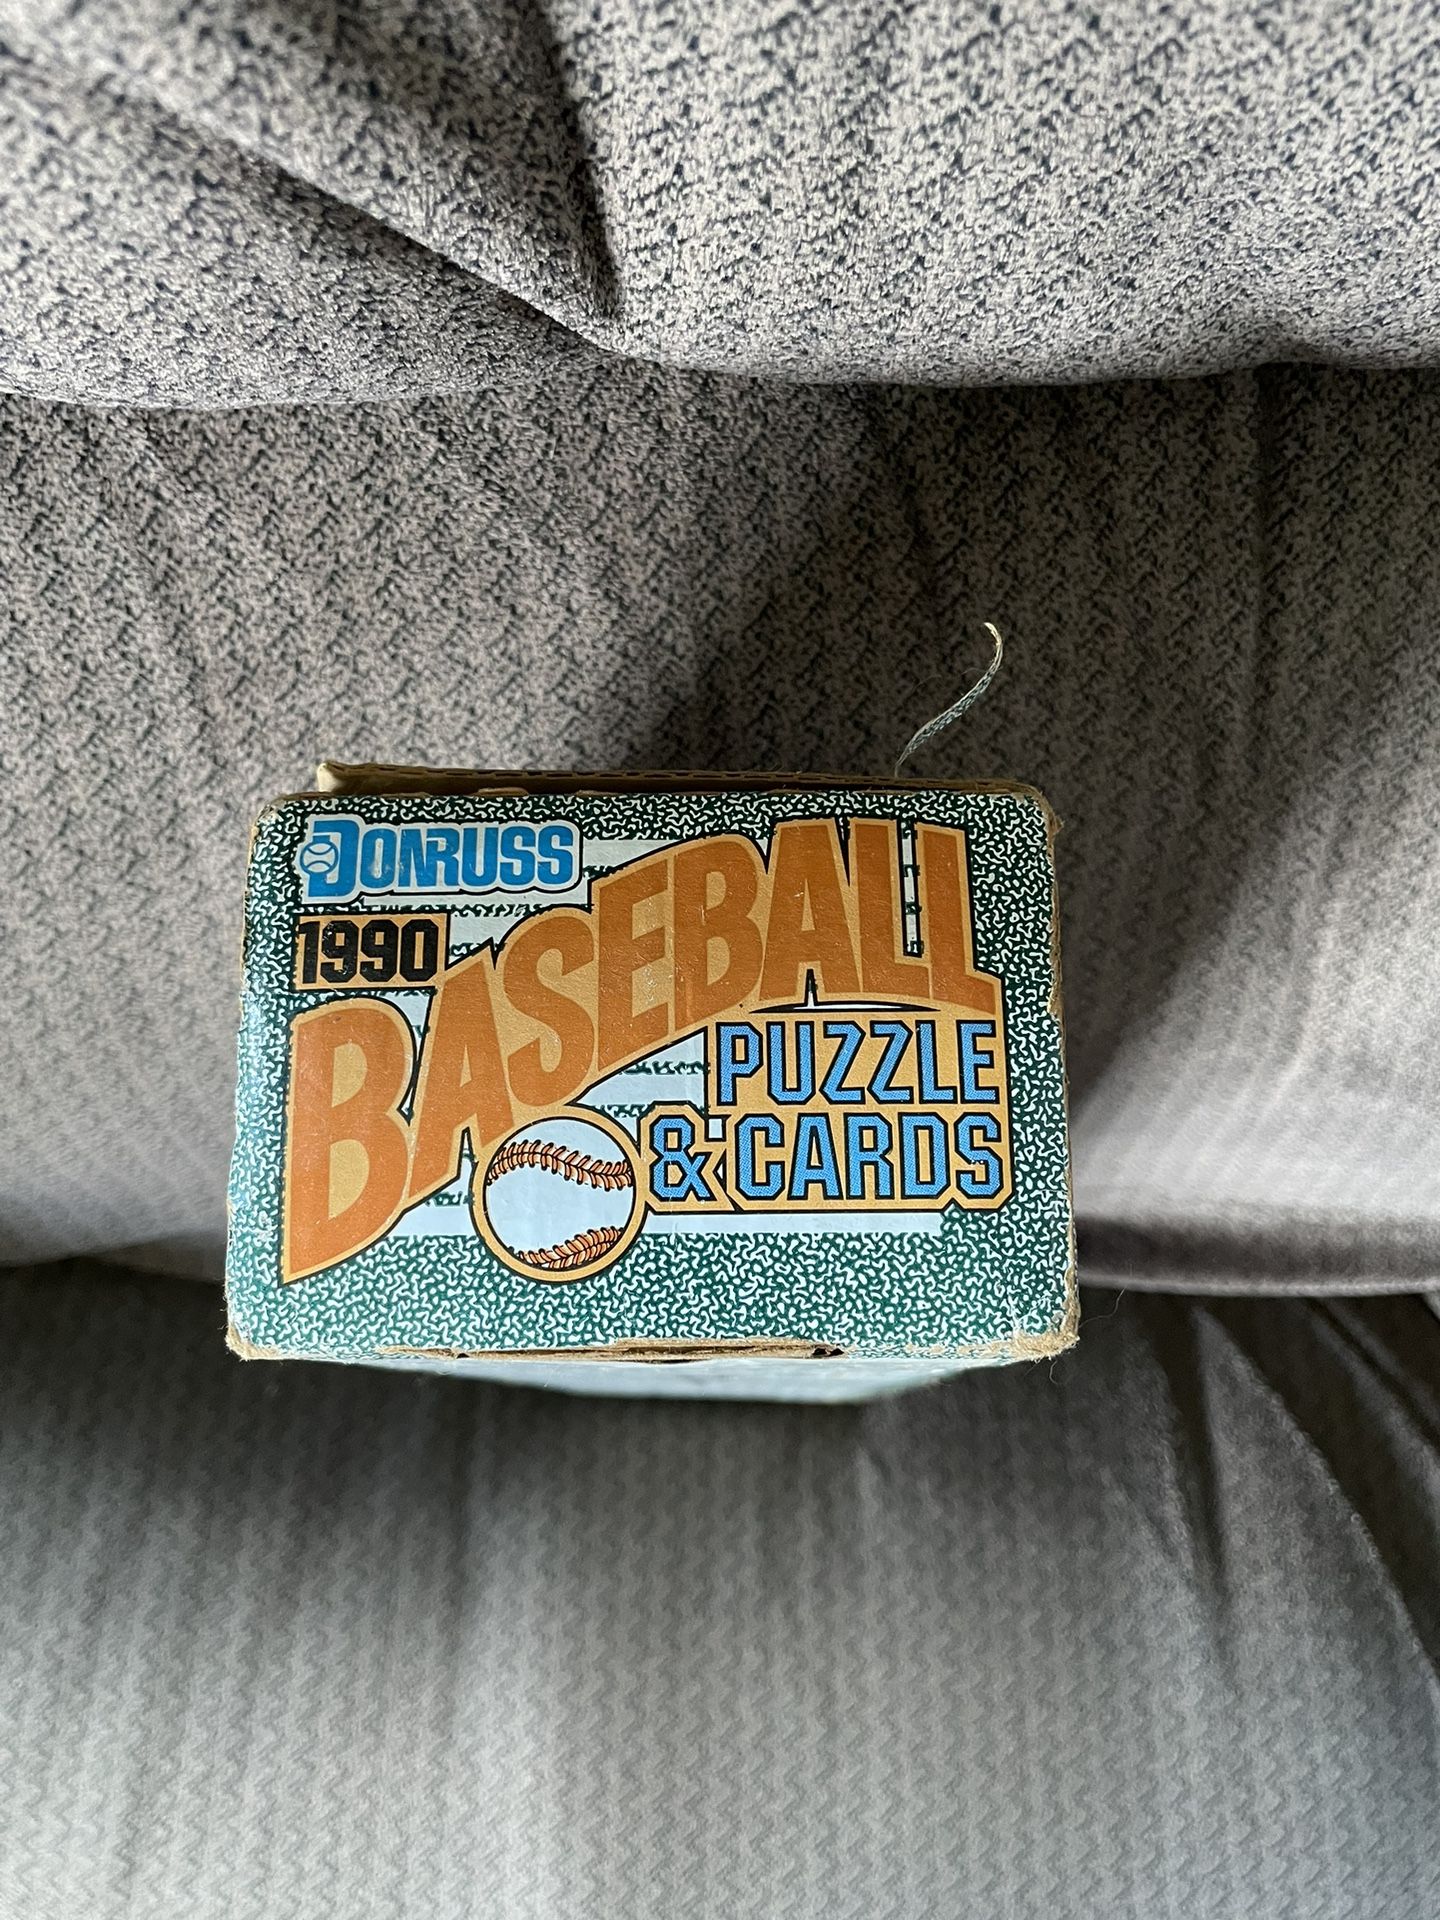 DONRUSS
1990
BASEBALL
PUZZLE
& CARDS